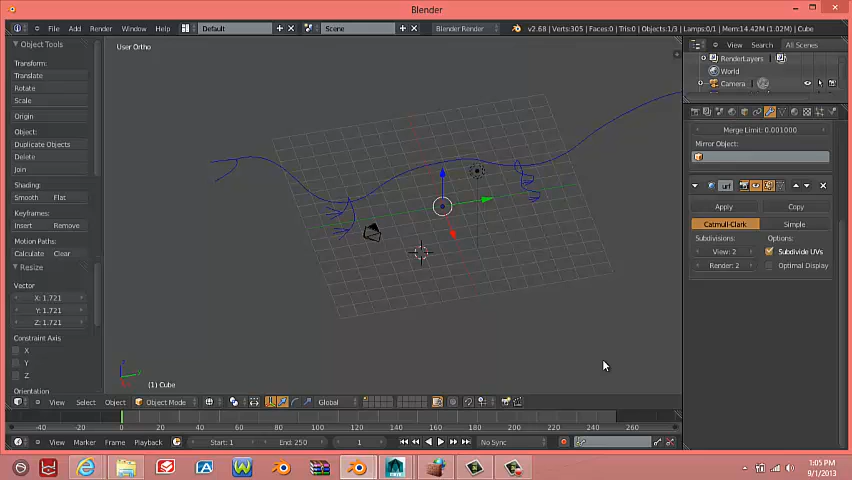 Blender
File Add Render Window Help Default Scene Blender Render v2.68 | Verts:305 | Faces:0 | Tris:0 | Objects:1/3 | Lamps:0/1 | Mem:14.42M (1.02M) | Cube
Object Tools
Transform:
Translate
Rotate
Scale
Origin
Object:
Duplicate Objects
Delete
Join
Shading:
Smooth Flat
Keyframes:
Insert Remove
Motion Paths:
Calculate Clear
Resize
Vector
X: 1.721
Y: 1.721
Z: 1.721
Constraint Axis
X
Y
Z
Orientation
User Ortho
(1) Cube
View Search All Scenes
RenderLayers
World
Camera
Merge Limit: 0.001000
Mirror Object:
urf
Apply Copy
Catmull-Clark Simple
Subdivisions: Options:
View: 2 Subdivide UVs
Render: 2 Optimal Display
View Select Object Object Mode Global
-40 -20 0 20 40 60 80 100 120 140 160 180 200 220 240 260
View Marker Frame Playback Start: 1 End: 250 1 No Sync
1:05 PM
9/1/2013